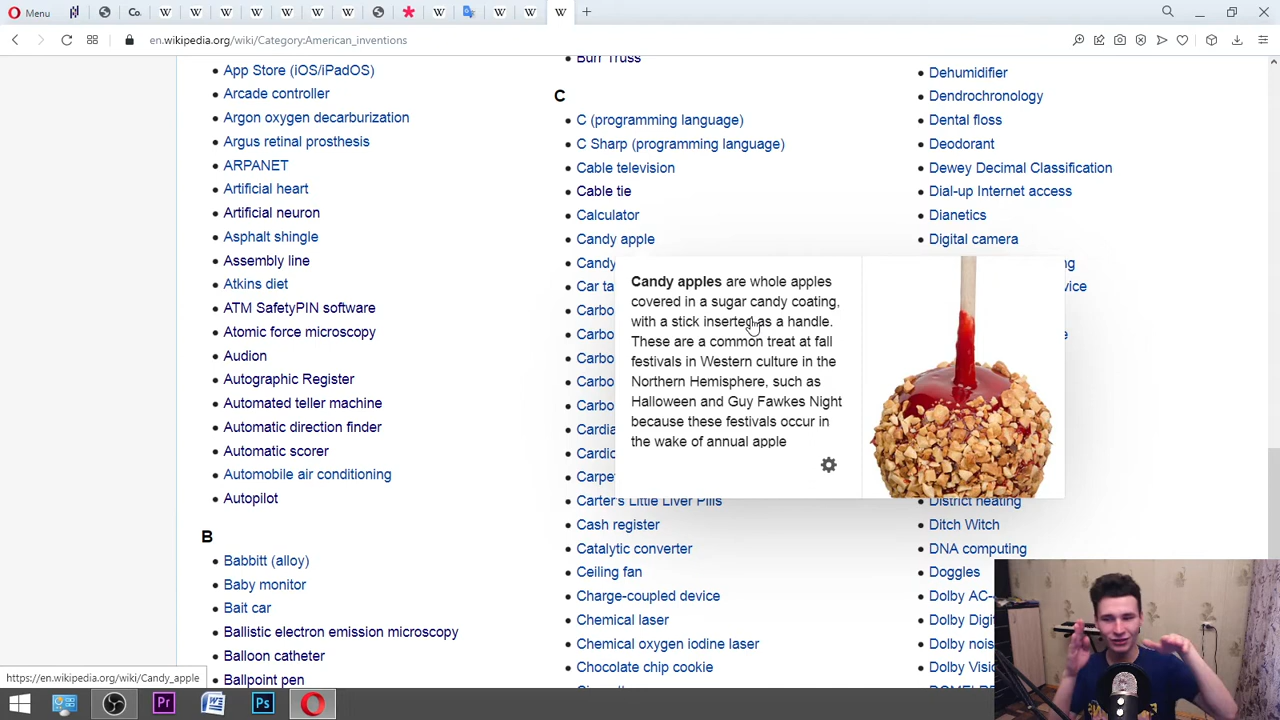 Menu
Co.
en.wikipedia.org/wiki/Category:American_inventions
App Store (iOS/iPadOS)
Arcade controller
Argon oxygen decarburization
Argus retinal prosthesis
ARPANET
Artificial heart
Artificial neuron
Asphalt shingle
Assembly line
Atkins diet
ATM SafetyPIN software
Atomic force microscopy
Audion
Autographic Register
Automated teller machine
Automatic direction finder
Automatic scorer
Automobile air conditioning
Autopilot
B
Babbitt (alloy)
Baby monitor
Bait car
Ballistic electron emission microscopy
Balloon catheter
Ballpoint pen
Burr Truss
C
C (programming language)
C Sharp (programming language)
Cable television
Cable tie
Calculator
Candy apple
Candy
Car ta
Carbo
Carbo
Carbo
Carbo
Carbo
Cardia
Cardio
Carpe
Carter's Little Liver Pills
Cash register
Catalytic converter
Ceiling fan
Charge-coupled device
Chemical laser
Chemical oxygen iodine laser
Chocolate chip cookie
Candy apples are whole apples
covered in a sugar candy coating,
with a stick inserted as a handle.
These are a common treat at fall
festivals in Western culture in the
Northern Hemisphere, such as
Halloween and Guy Fawkes Night
because these festivals occur in
the wake of annual apple
Dehumidifier
Dendrochronology
Dental floss
Deodorant
Dewey Decimal Classification
Dial-up Internet access
Dianetics
Digital camera
District heating
Ditch Witch
DNA computing
Doggles
Dolby AC-
Dolby Digi
Dolby nois
Dolby Visi
https://en.wikipedia.org/wiki/Candy_apple